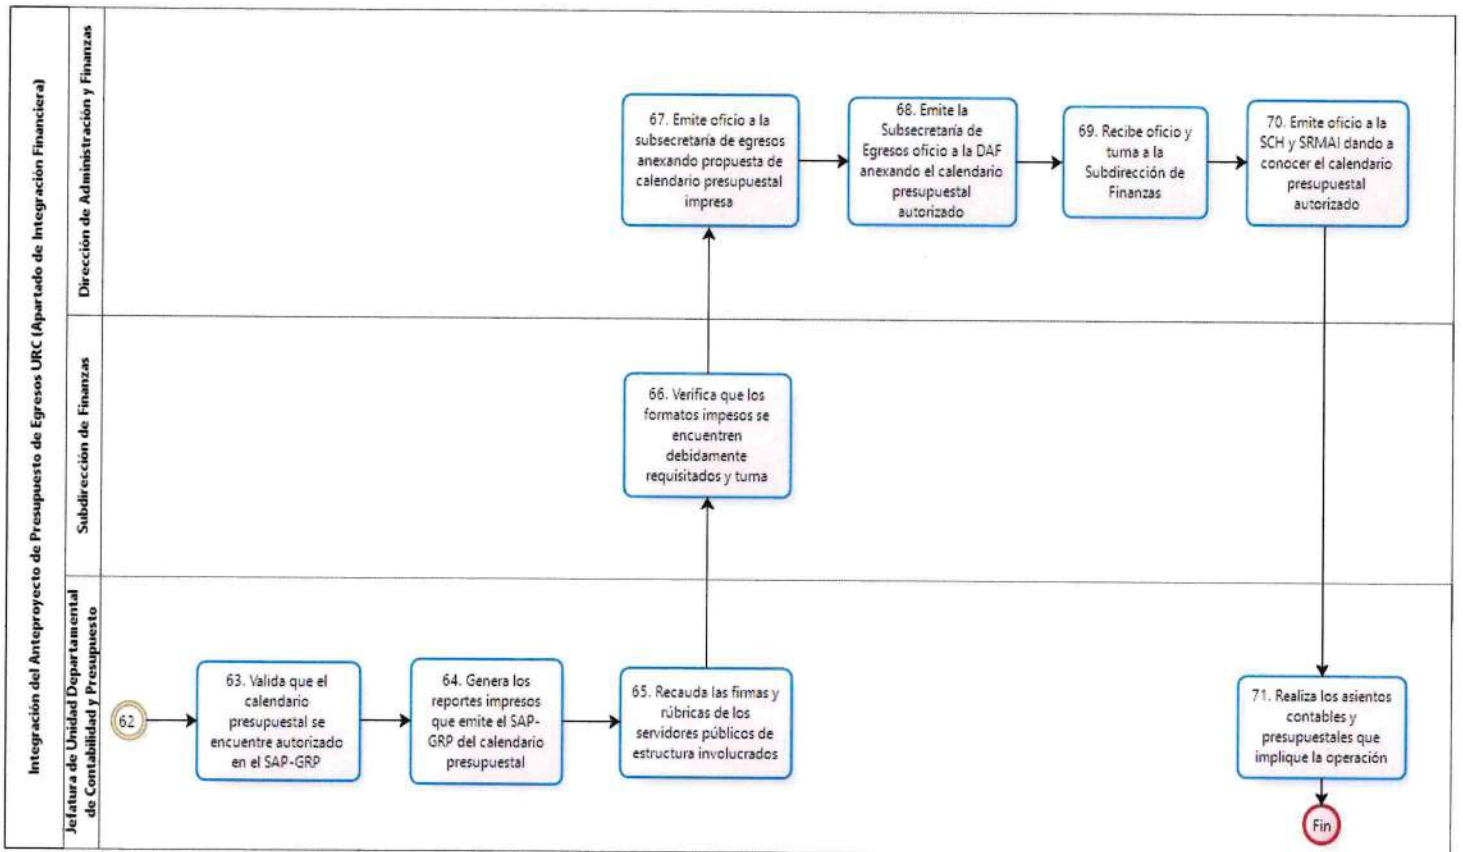 Integración del Anteproyecto de Presupuesto de Egresos URC (Apartado de Integración Financiera)
Dirección de Administración y Finanzas
67. Emite oficio a la
subsecretaría de egresos
anexando propuesta de
calendario presupuestal
impresa
68. Emite la
Subsecretaría de
Egresos oficio a la DAF
anexando el calendario
presupuestal
autorizado
69. Recibe oficio y
turna a la
Subdirección de
Finanzas
70. Emite oficio a la
SCH y SRMAI dando a
conocer el calendario
presupuestal
autorizado
Subdirección de Finanzas
66. Verifica que los
formatos impesos se
encuentren
debidamente
requisitados y turna
Jefatura de Unidad Departamental
de Contabilidad y Presupuesto
62
63. Valida que el
calendario
presupuestal se
encuentre autorizado
en el SAP-GRP
64. Genera los
reportes impresos
que emite el SAP-
GRP del calendario
presupuestal
65. Recauda las firmas y
rúbricas de los
servidores públicos de
estructura involucrados
71. Realiza los asientos
contables y
presupuestales que
implique la operación
Fin